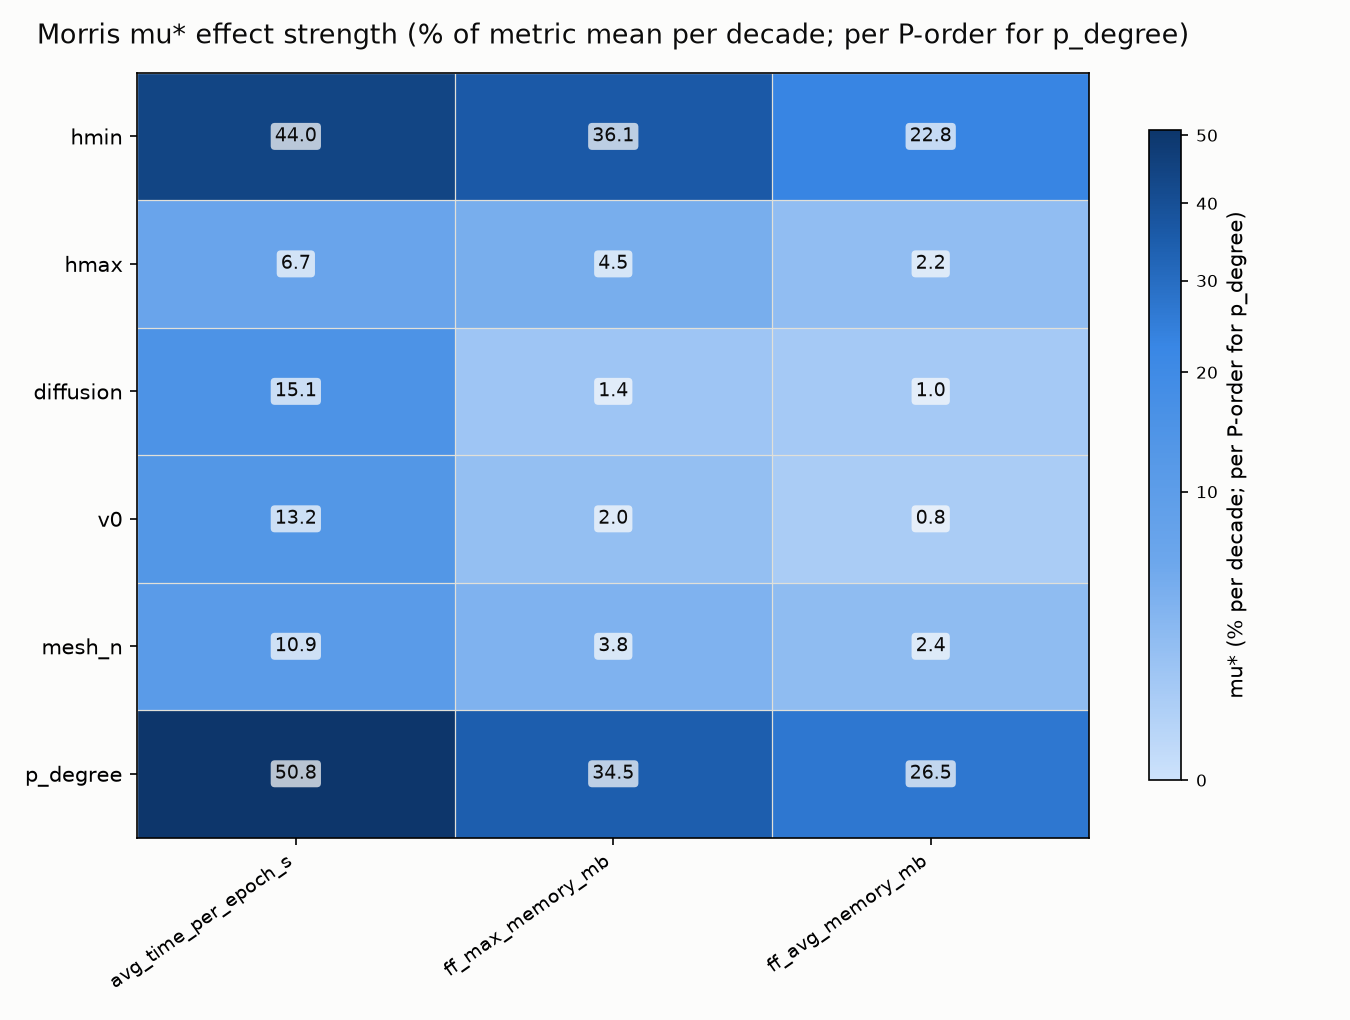 Morris mu* effect strength (% of metric mean per decade; per P-order for p_degree)
hmin 44.0 36.1 22.8
hmax 6.7 4.5 2.2
diffusion 15.1 1.4 1.0
v0 13.2 2.0 0.8
mesh_n 10.9 3.8 2.4
p_degree 50.8 34.5 26.5
avg_time_per_epoch_s ff_max_memory_mb ff_avg_memory_mb
50
40
30
20
10
0
mu* (% per decade; per P-order for p_degree)